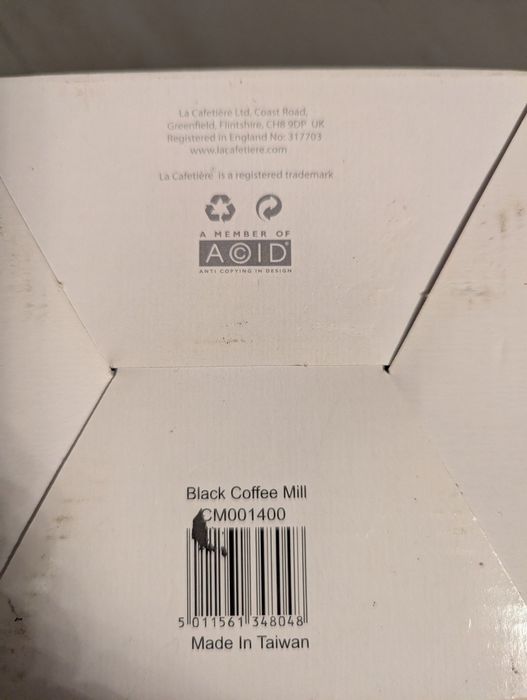 La Cafetière Ltd, Coast Road,
Greenfield, Flintshire, CH8 9DP UK
Registered in England No: 317703
www.lacafetiere.com
La Cafetière® is a registered trademark
A MEMBER OF
A©ID®
ANTI COPYING IN DESIGN
Black Coffee Mill
CM001400
5 011561 348048
Made In Taiwan